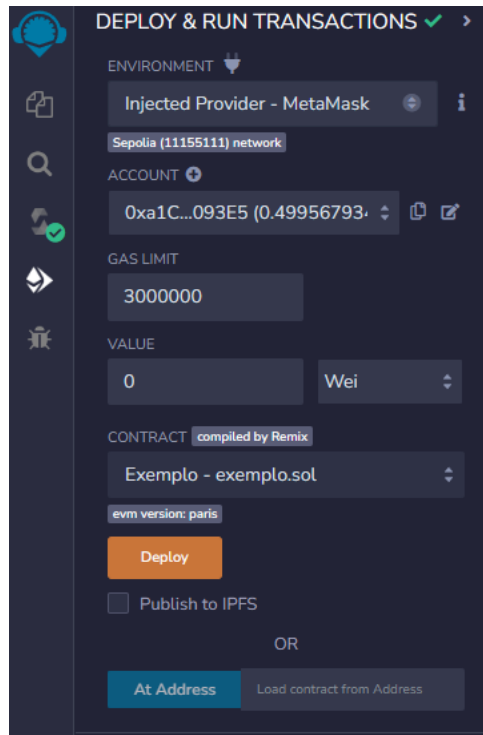 DEPLOY & RUN TRANSACTIONS
ENVIRONMENT
Injected Provider - MetaMask
Sepolia (11155111) network
ACCOUNT
0xa1C...093E5 (0.49956793
GAS LIMIT
3000000
VALUE
0 Wei
CONTRACT compiled by Remix
Exemplo - exemplo.sol
evm version: paris
Deploy
Publish to IPFS
OR
At Address Load contract from Address